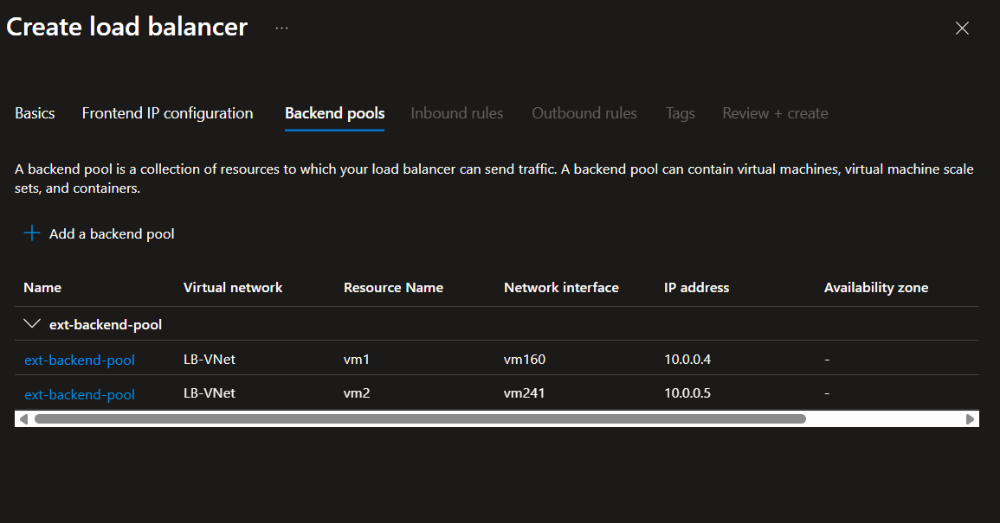 Create load balancer ...
Basics Frontend IP configuration Backend pools Inbound rules Outbound rules Tags Review + create
A backend pool is a collection of resources to which your load balancer can send traffic. A backend pool can contain virtual machines, virtual machine scale
sets, and containers.
Add a backend pool
Name Virtual network Resource Name Network interface IP address Availability zone
ext-backend-pool
ext-backend-pool LB-VNet vm1 vm160 10.0.0.4 -
ext-backend-pool LB-VNet vm2 vm241 10.0.0.5 -